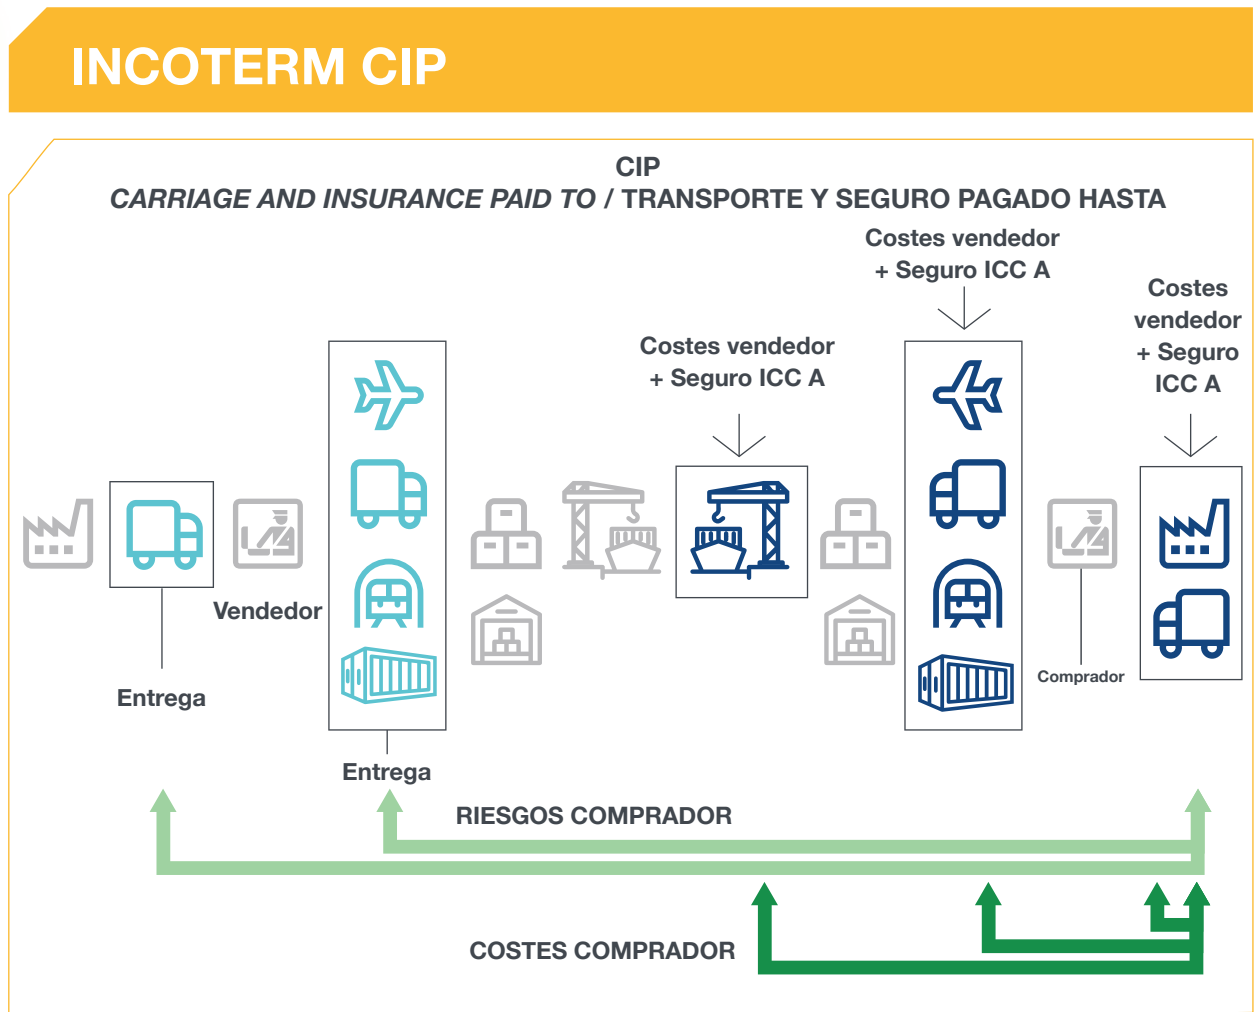 INCOTERM CIP
CIP
CARRIAGE AND INSURANCE PAID TO / TRANSPORTE Y SEGURO PAGADO HASTA
Costes vendedor
+ Seguro ICC A
Costes
vendedor
+ Seguro
ICC A
Costes vendedor
+ Seguro ICC A
Vendedor
Entrega
Comprador
Entrega
RIESGOS COMPRADOR
COSTES COMPRADOR